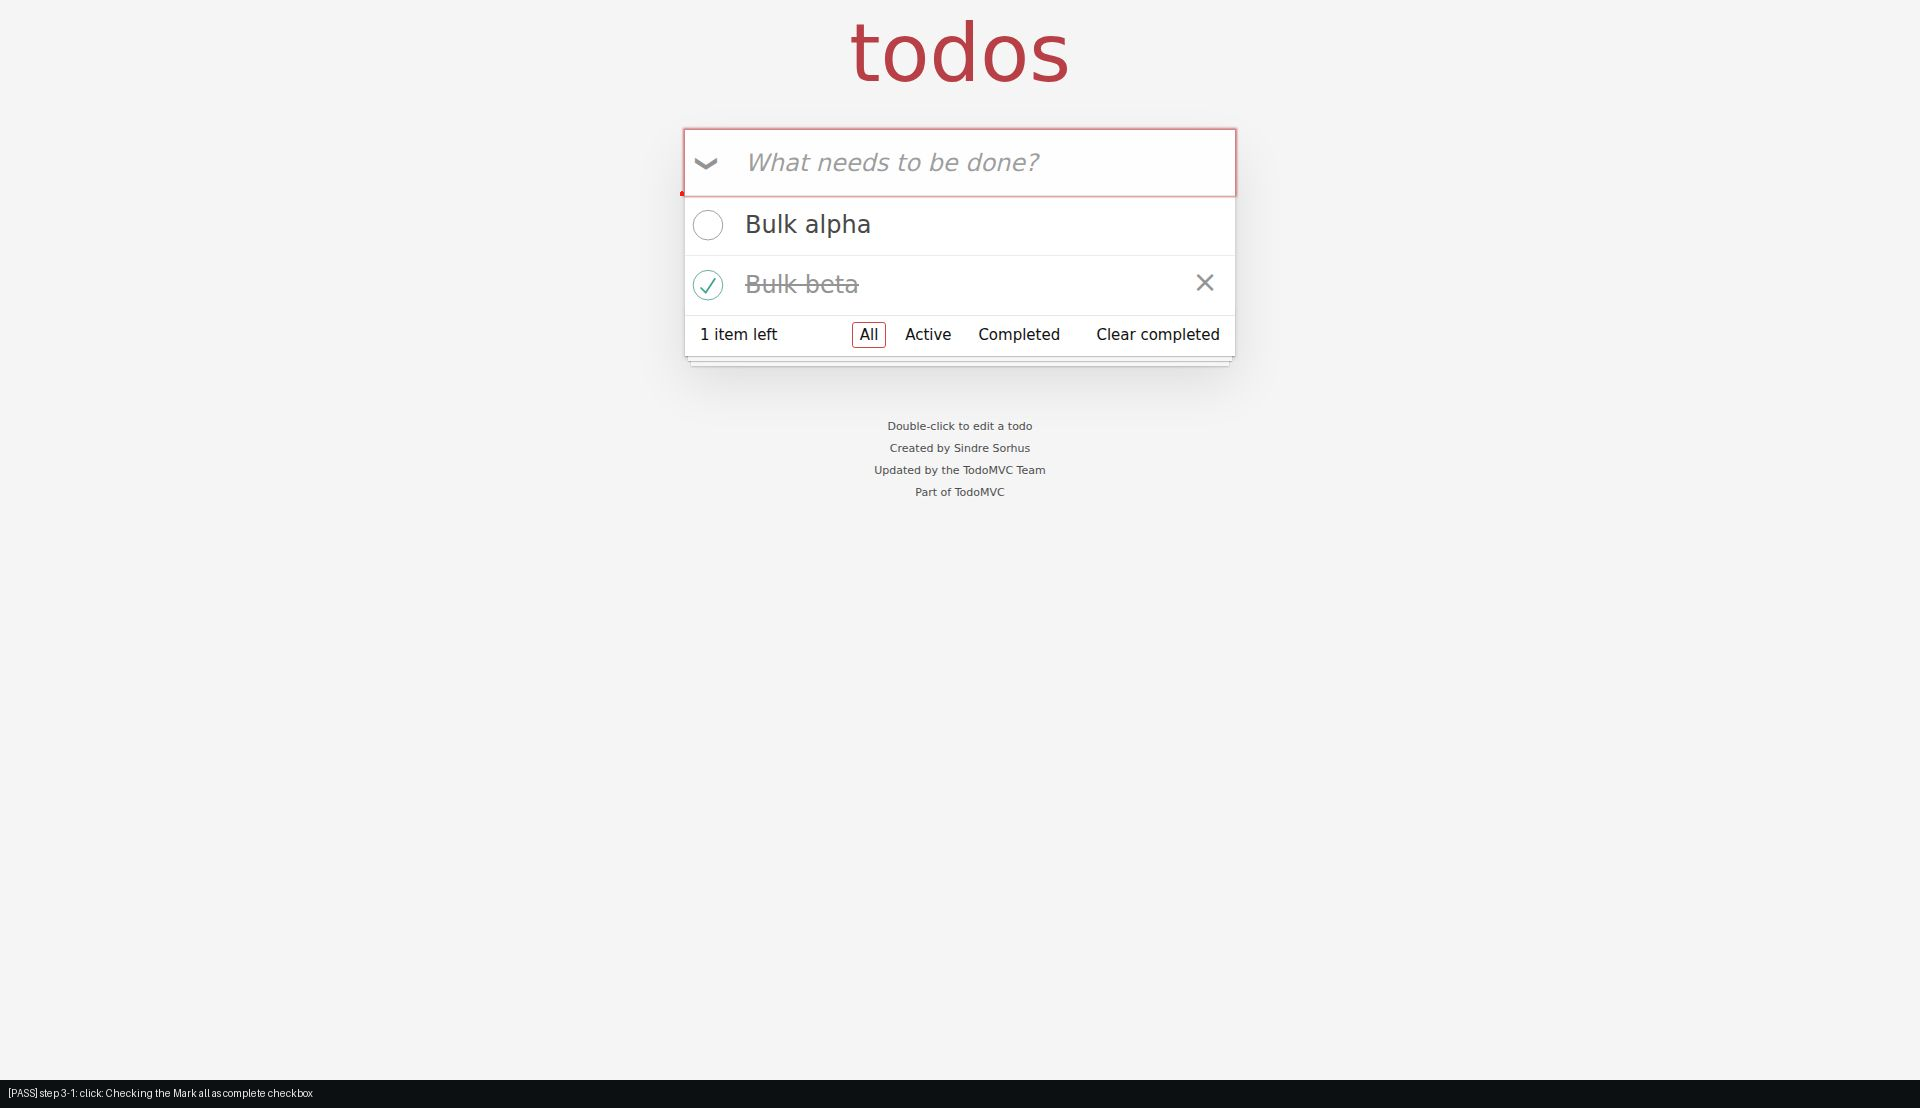 todos
What needs to be done?
Bulk alpha
Bulk beta
1 item left All Active Completed Clear completed
Double-click to edit a todo
Created by Sindre Sorhus
Updated by the TodoMVC Team
Part of TodoMVC
[PASS] step 3-1: click: Checking the Mark all as complete checkbox